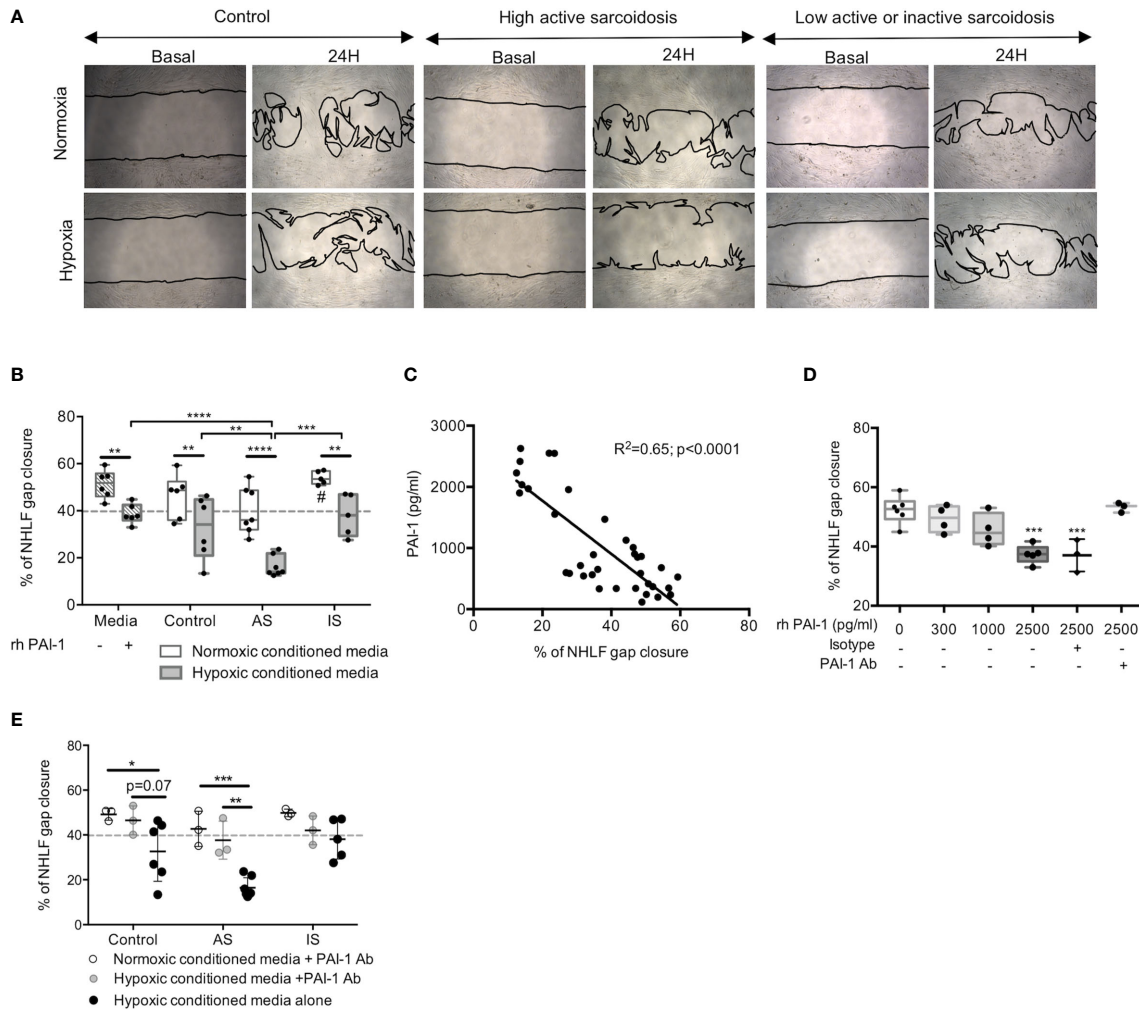 A
Control
High active sarcoidosis
Low active or inactive sarcoidosis
Basal 24H Basal 24H Basal 24H
Normoxia
Hypoxia
B
% of NHLF gap closure
80
60
40
20
0
****
** ***
** ** **** **
#
Media Control AS IS
rh PAI-1 - +
Normoxic conditioned media
Hypoxic conditioned media
C
PAI-1 (pg/ml)
3000
2000
1000
0
R²=0.65; p<0.0001
0 20 40 60 80
% of NHLF gap closure
D
% of NHLF gap closure
80
60
40
20
*** ***
rh PAI-1 (pg/ml) 0 300 1000 2500 2500 2500
Isotype - - - - + -
PAI-1 Ab - - - - - +
E
% of NHLF gap closure
80
60
40
20
0
*
p=0.07
***
**
Control AS IS
Normoxic conditioned media + PAI-1 Ab
Hypoxic conditioned media +PAI-1 Ab
Hypoxic conditioned media alone